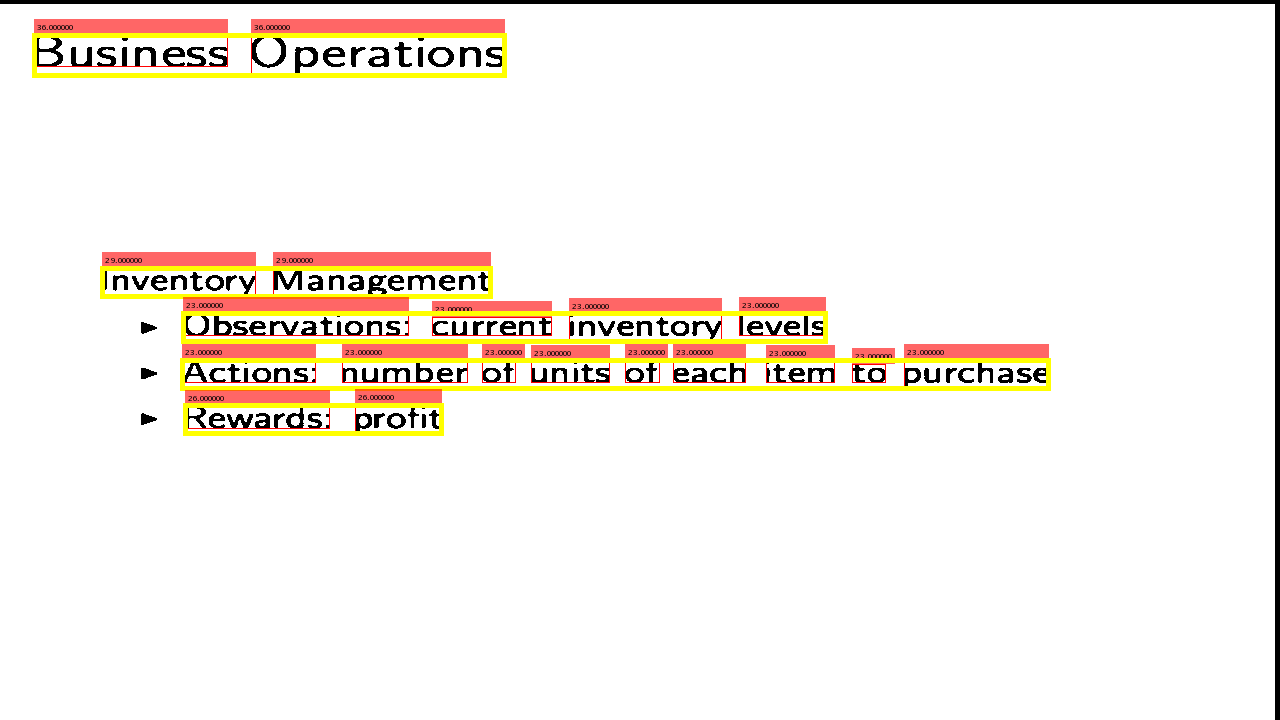 36.000000 36.000000
Business Operations
29.000000 29.000000
Inventory Management
23.000000 23.000000 23.000000 23.000000
► Observations: current inventory levels
23.000000 23.000000 23.000000 23.000000 23.000000 23.000000 23.000000 23.000000 23.000000
► Actions: number of units of each item to purchase
26.000000 26.000000
► Rewards: profit